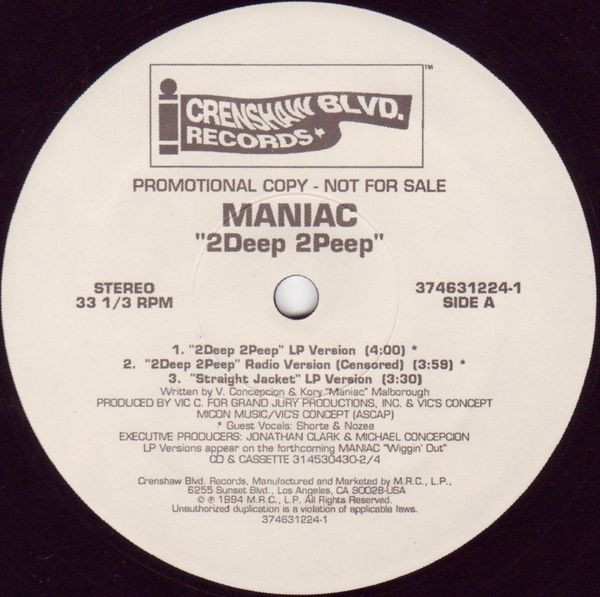 CRENSHAW BLVD.
RECORDS*
™
PROMOTIONAL COPY - NOT FOR SALE
MANIAC
"2Deep 2Peep"
STEREO
33 1/3 RPM
374631224-1
SIDE A
1. "2Deep 2Peep" LP Version (4:00) *
2. "2Deep 2Peep" Radio Version (Censored) (3:59) *
3. "Straight Jacket" LP Version (3:30)
Written by V. Concepcion & Kory "Maniac" Malborough
PRODUCED BY VIC C. FOR GRAND JURY PRODUCTIONS, INC. & VIC'S CONCEPT
MICON MUSIC/VIC'S CONCEPT (ASCAP)
* Guest Vocals: Shorte & Nozee
EXECUTIVE PRODUCERS: JONATHAN CLARK & MICHAEL CONCEPCION
LP Versions appear on the forthcoming MANIAC "Wiggin' Out"
CD & CASSETTE 314530430-2/4
Crenshaw Blvd. Records, Manufactured and Marketed by M.R.C., L.P.,
6255 Sunset Blvd., Los Angeles, CA 90028-USA
© ℗ 1994 M.R.C., L.P. All Rights Reserved.
Unauthorized duplication is a violation of applicable laws.
374631224-1